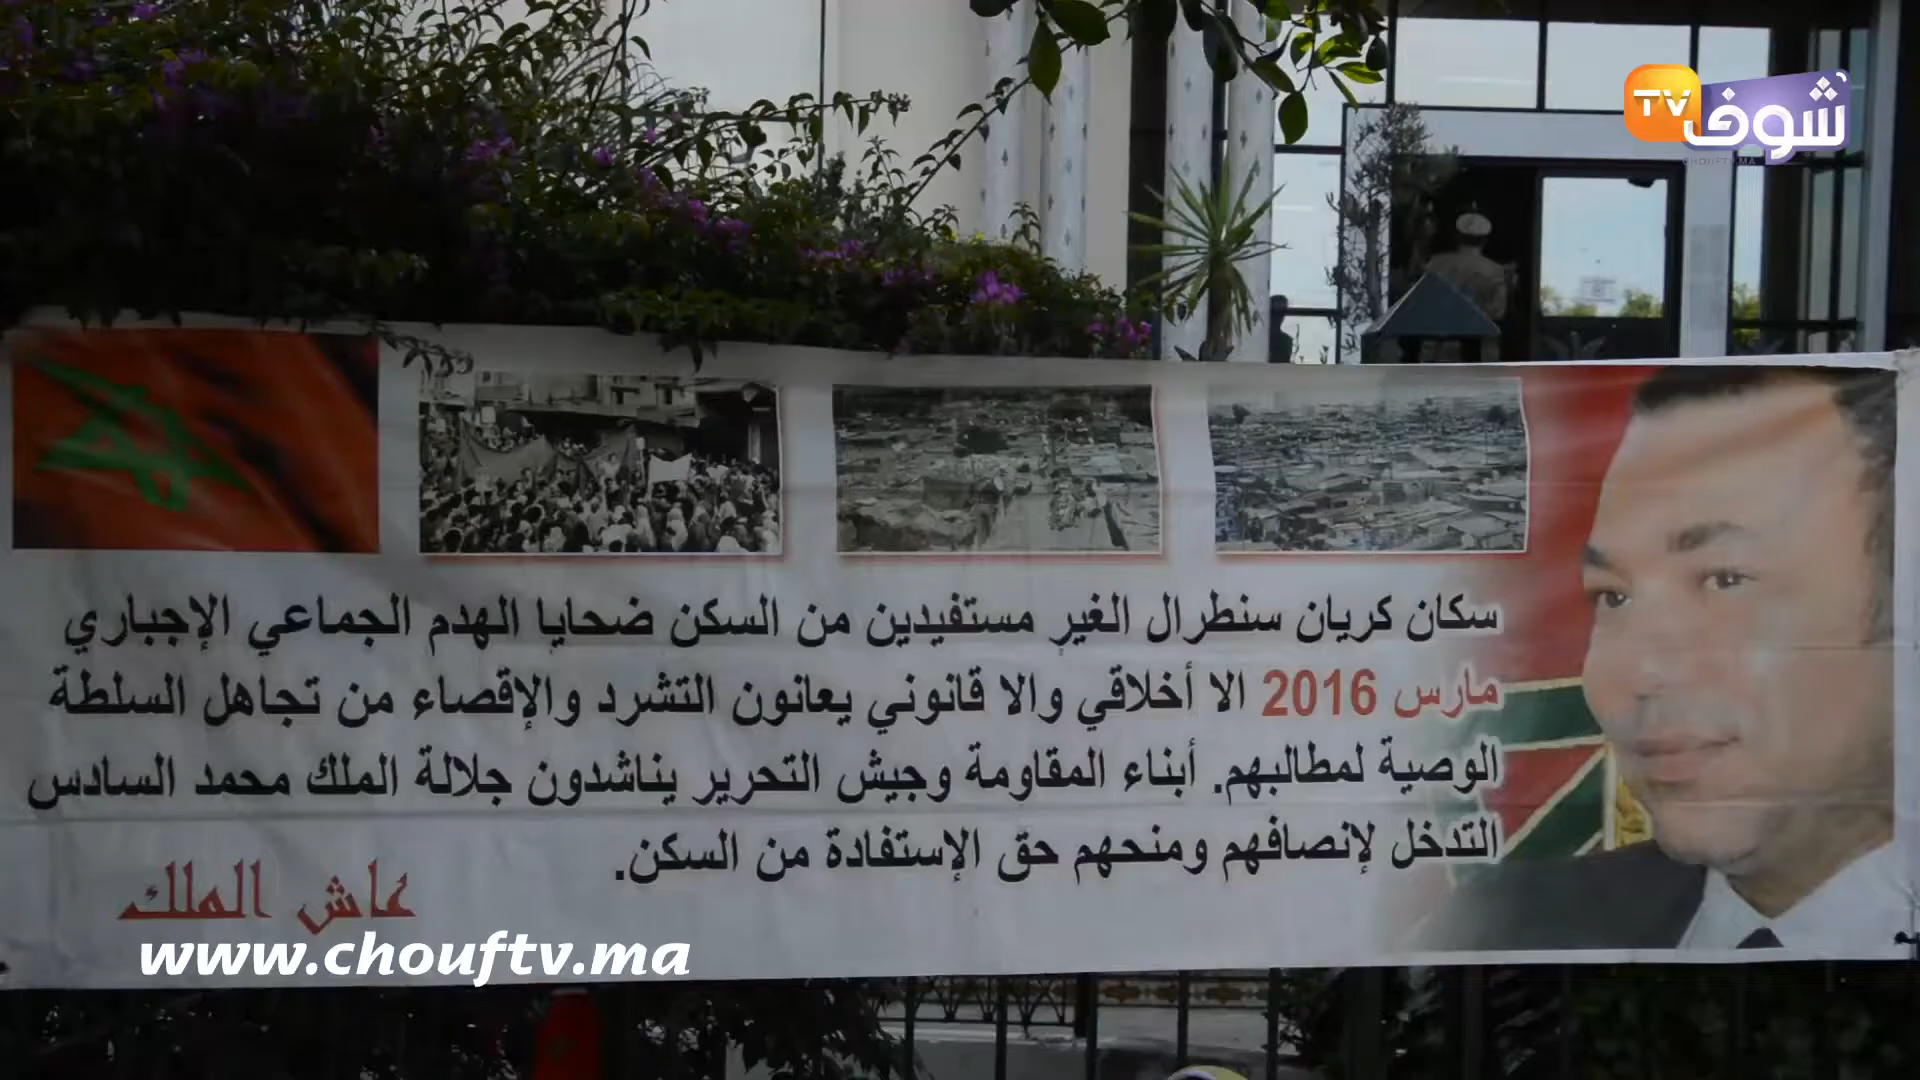 TV شوف
CHOUFTV.MA
سكان كريان سنطرال الغير مستفيدين من السكن ضحايا الهدم الجماعي الإجباري
مارس 2016 الا أخلاقي والا قانوني يعانون التشرد والإقصاء من تجاهل السلطة
الوصية لمطالبهم. أبناء المقاومة وجيش التحرير يناشدون جلالة الملك محمد السادس
التدخل لإنصافهم ومنحهم حق الإستفادة من السكن.
عاش الملك
www.chouftv.ma